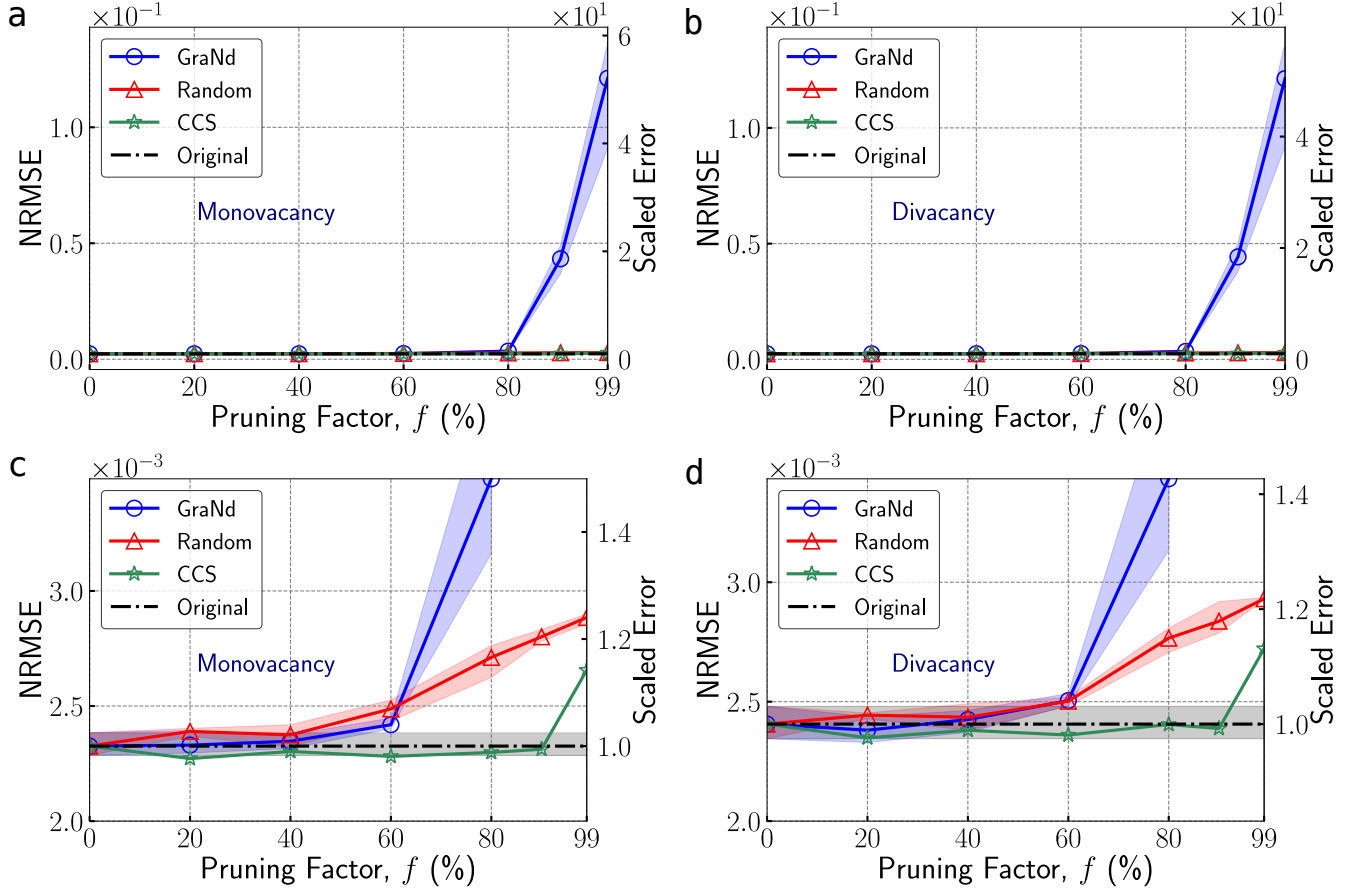 a
×10⁻¹
×10¹
GraNd
Random
CCS
Original
Monovacancy
NRMSE
1.0
0.5
0.0
Scaled Error
6
4
2
0
0 20 40 60 80 99
Pruning Factor, f (%)
b
×10⁻¹
×10¹
GraNd
Random
CCS
Original
Divacancy
NRMSE
1.0
0.5
0.0
Scaled Error
4
2
0
0 20 40 60 80 99
Pruning Factor, f (%)
c
×10⁻³
GraNd
Random
CCS
Original
Monovacancy
NRMSE
3.0
2.5
2.0
Scaled Error
1.4
1.2
1.0
0 20 40 60 80 99
Pruning Factor, f (%)
d
×10⁻³
GraNd
Random
CCS
Original
Divacancy
NRMSE
3.0
2.5
2.0
Scaled Error
1.4
1.2
1.0
0 20 40 60 80 99
Pruning Factor, f (%)